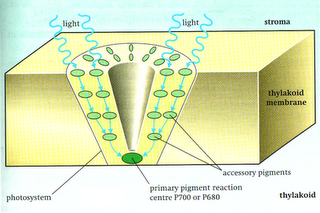 light
light
stroma
thylakoid
membrane
accessory pigments
primary pigment reaction
centre P700 or P680
photosystem
thylakoid